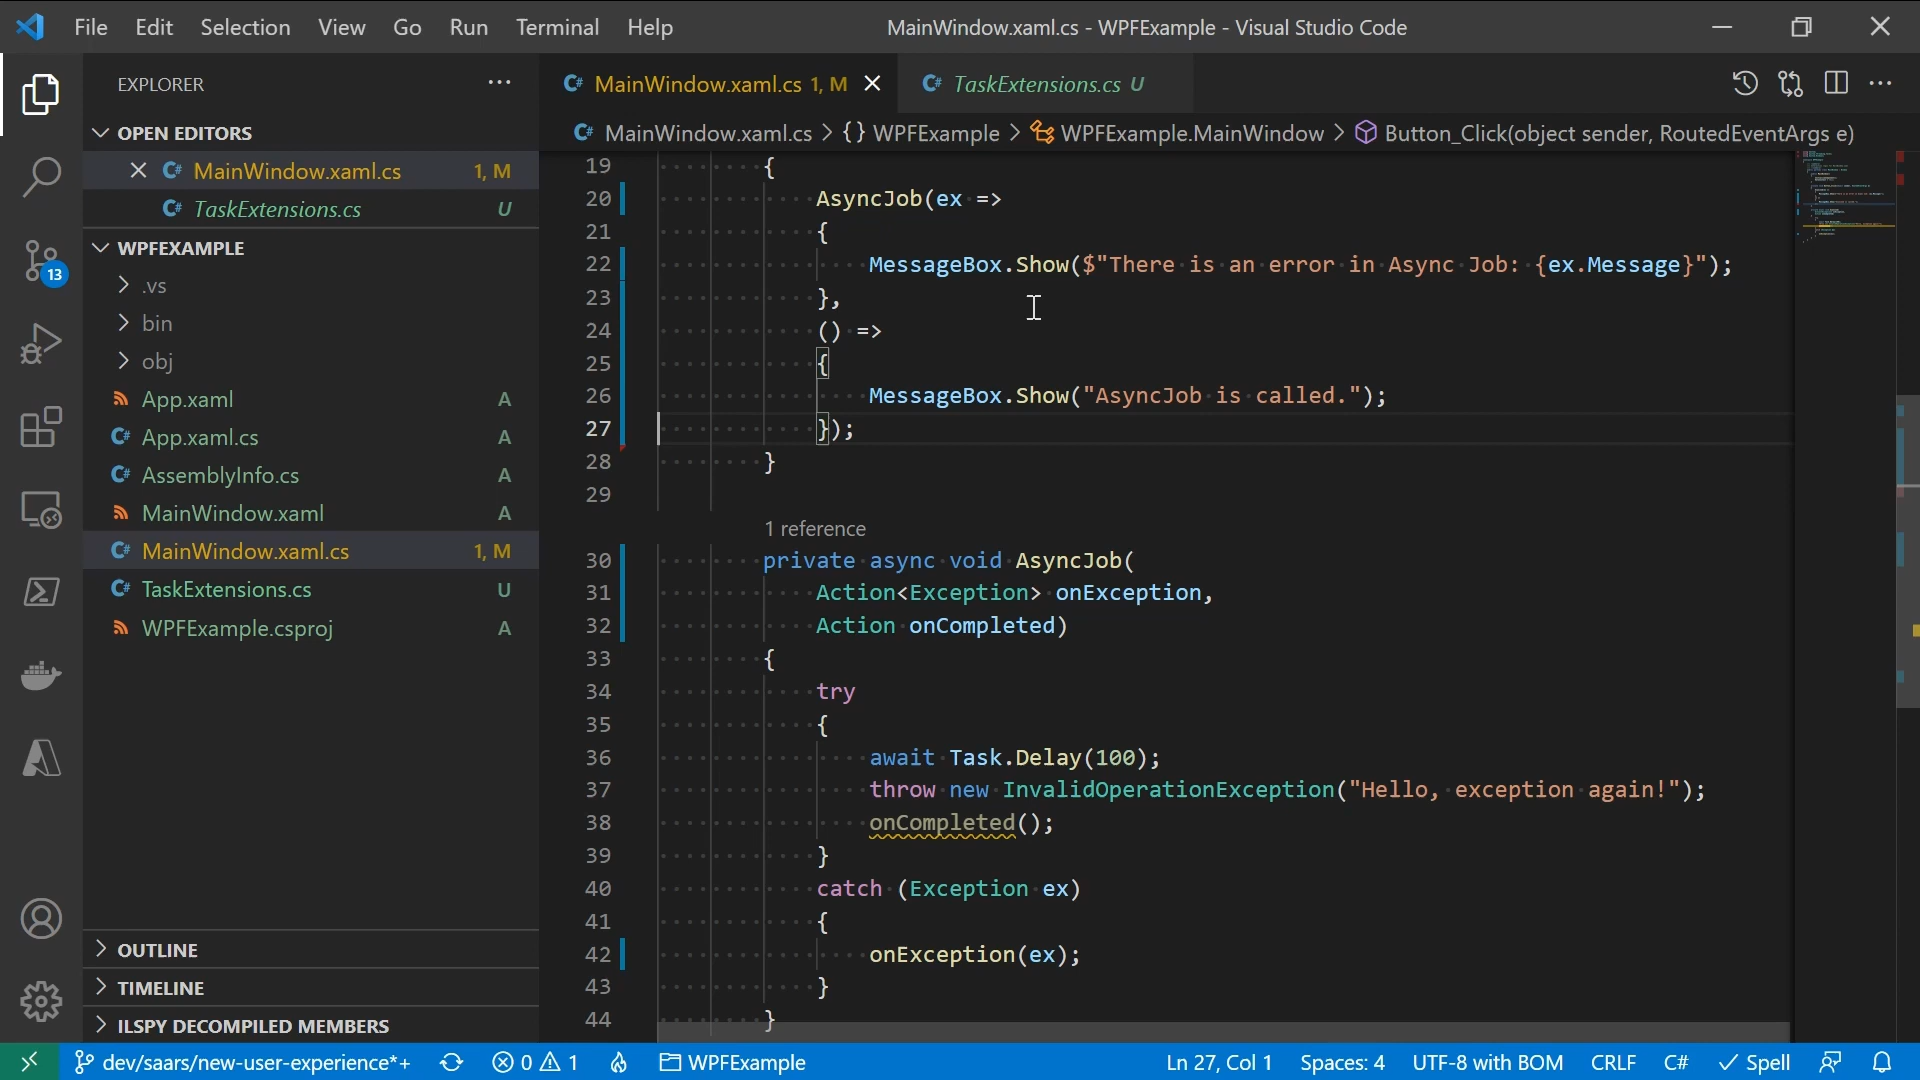 File Edit Selection View Go Run Terminal Help
MainWindow.xaml.cs - WPFExample - Visual Studio Code
EXPLORER
OPEN EDITORS
MainWindow.xaml.cs 1, M
TaskExtensions.cs U
WPFEXAMPLE
.vs
bin
obj
App.xaml A
App.xaml.cs A
AssemblyInfo.cs A
MainWindow.xaml A
MainWindow.xaml.cs 1, M
TaskExtensions.cs U
WPFExample.csproj A
OUTLINE
TIMELINE
ILSPY DECOMPILED MEMBERS
13
MainWindow.xaml.cs 1, M
TaskExtensions.cs U
MainWindow.xaml.cs > {} WPFExample > WPFExample.MainWindow > Button_Click(object sender, RoutedEventArgs e)
19 {
20 AsyncJob(ex =>
21 {
22 MessageBox.Show($"There is an error in Async Job: {ex.Message}");
23 },
24 () =>
25 {
26 MessageBox.Show("AsyncJob is called.");
27 });
28 }
29
1 reference
30 private async void AsyncJob(
31 Action<Exception> onException,
32 Action onCompleted)
33 {
34 try
35 {
36 await Task.Delay(100);
37 throw new InvalidOperationException("Hello, exception again!");
38 onCompleted();
39 }
40 catch (Exception ex)
41 {
42 onException(ex);
43 }
44 }
dev/saars/new-user-experience*+ 0 1 WPFExample Ln 27, Col 1 Spaces: 4 UTF-8 with BOM CRLF C# Spell